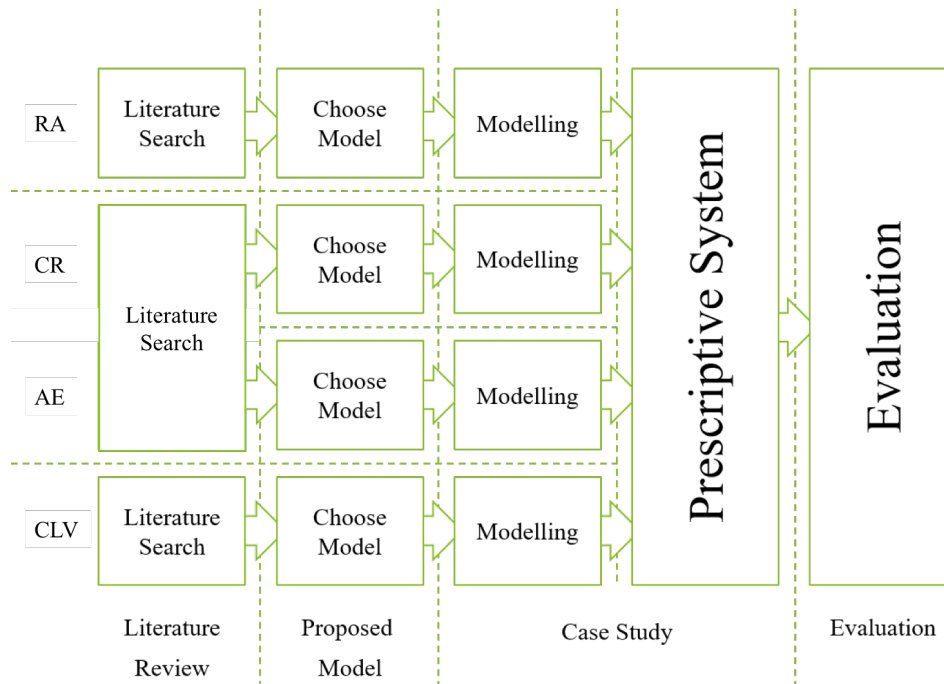 RA
Literature
Search
Choose
Model
Modelling
CR
Literature
Search
Choose
Model
Modelling
AE
Choose
Model
Modelling
CLV
Literature
Search
Choose
Model
Modelling
Prescriptive System
Evaluation
Literature
Review
Proposed
Model
Case Study
Evaluation